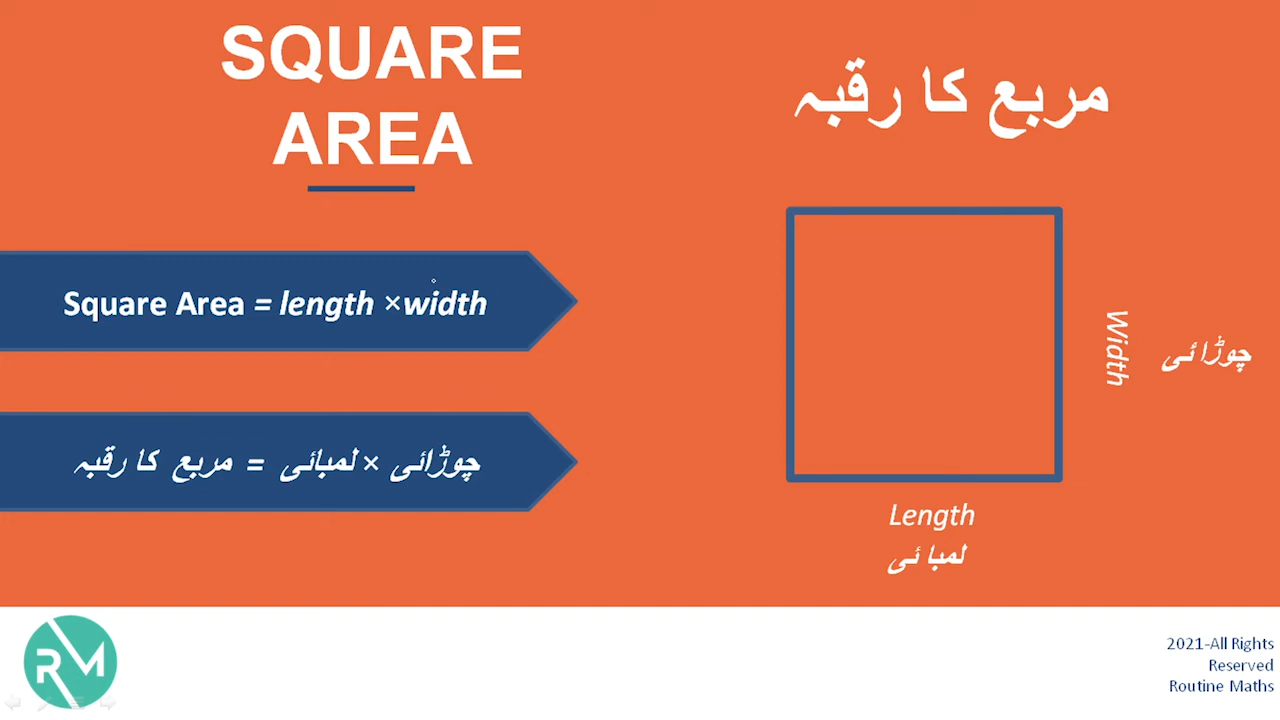 SQUARE
AREA
مربع کا رقبہ
Square Area = length ×width
مربع کا رقبہ = لمبائی × چوڑائی
Width
چوڑائی
Length
لمبائی
RM
2021-All Rights
Reserved
Routine Maths